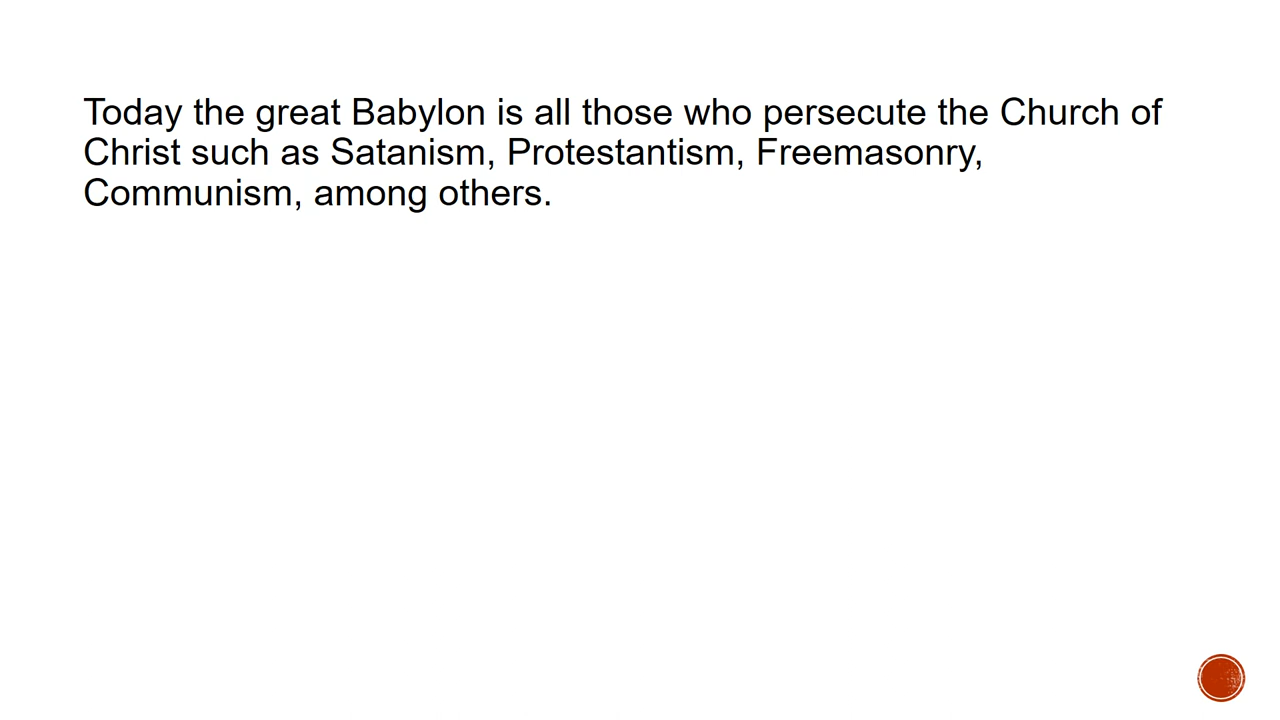 Today the great Babylon is all those who persecute the Church of
Christ such as Satanism, Protestantism, Freemasonry,
Communism, among others.